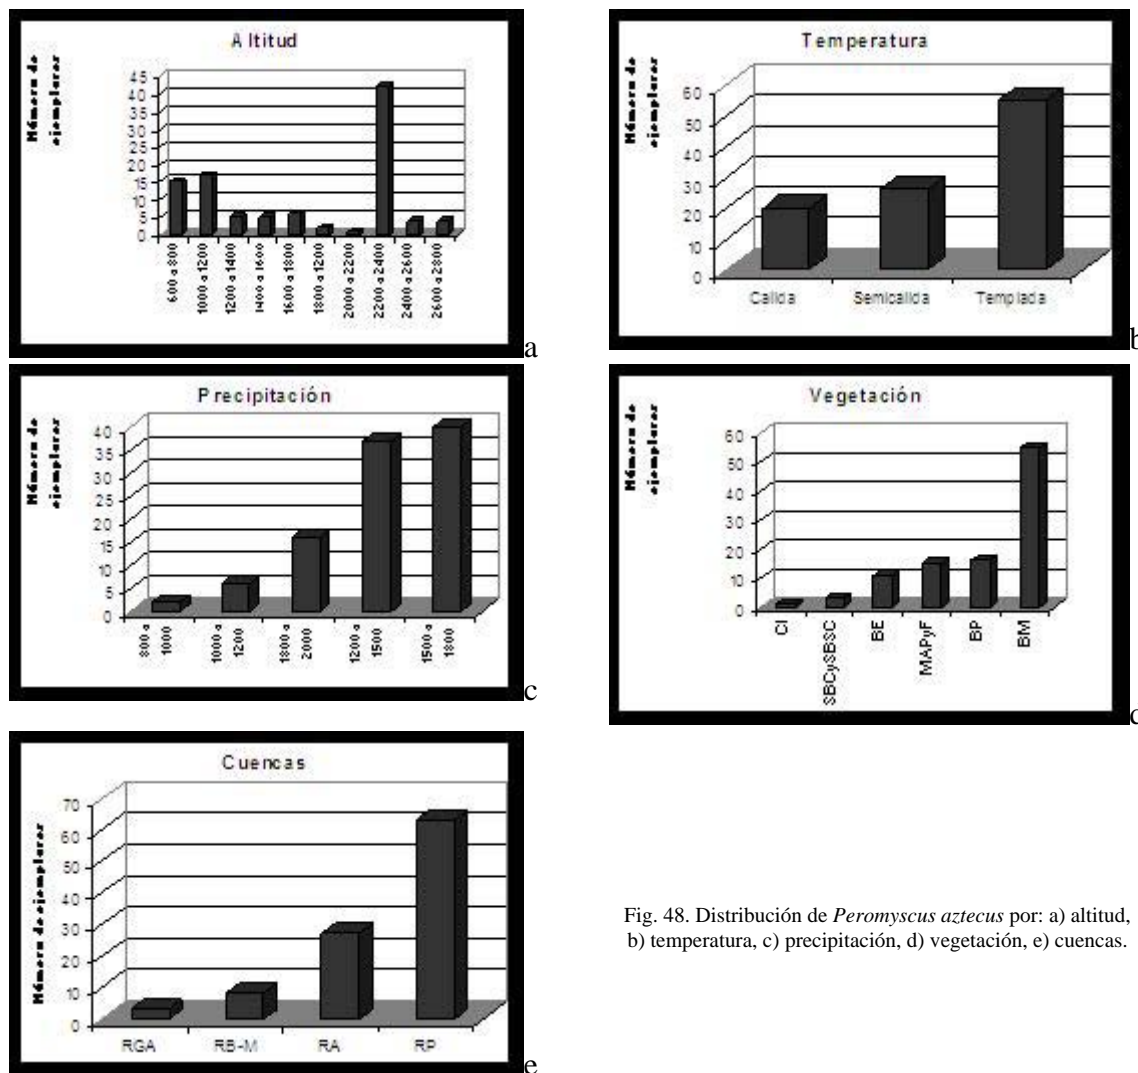 Altitud
Número de
ejemplares
45
40
35
30
25
20
15
10
5
0
600 a 800
1000 a 1200
1200 a 1400
1400 a 1600
1600 a 1800
1800 a 1200
2000 a 2200
2200 a 2400
2400 a 2600
2600 a 2800
a
Temperatura
Número de
ejemplares
60
50
40
30
20
10
0
Calida
Semicalida
Templada
b
Precipitación
Número de
ejemplares
40
35
30
25
20
15
10
5
0
800 a
1000
1000 a
1200
1800 a
2000
1200 a
1500
1500 a
1800
c
Vegetación
Número de
ejemplares
60
50
40
30
20
10
0
CI
SBCySBSC
BE
MAPyF
BP
BM
Cuencas
Número de ejemplares
70
60
50
40
30
20
10
0
RGA
RB-M
RA
RP
e
Fig. 48. Distribución de Peromyscus aztecus por: a) altitud,
b) temperatura, c) precipitación, d) vegetación, e) cuencas.